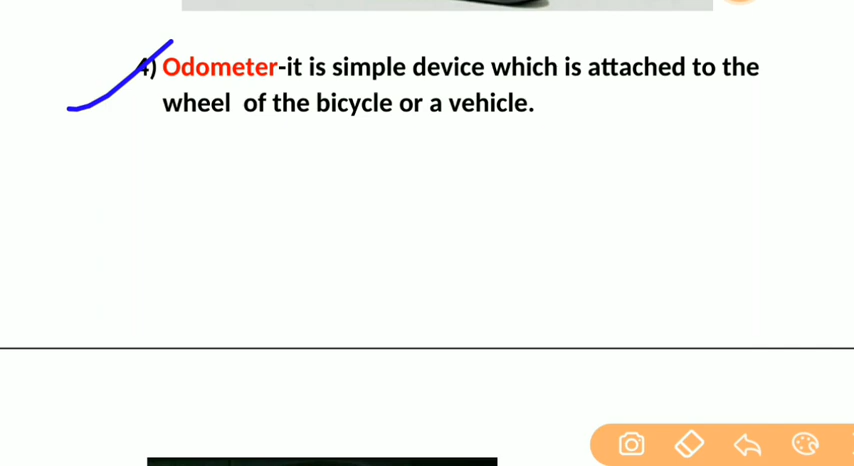 4) Odometer-it is simple device which is attached to the
wheel of the bicycle or a vehicle.